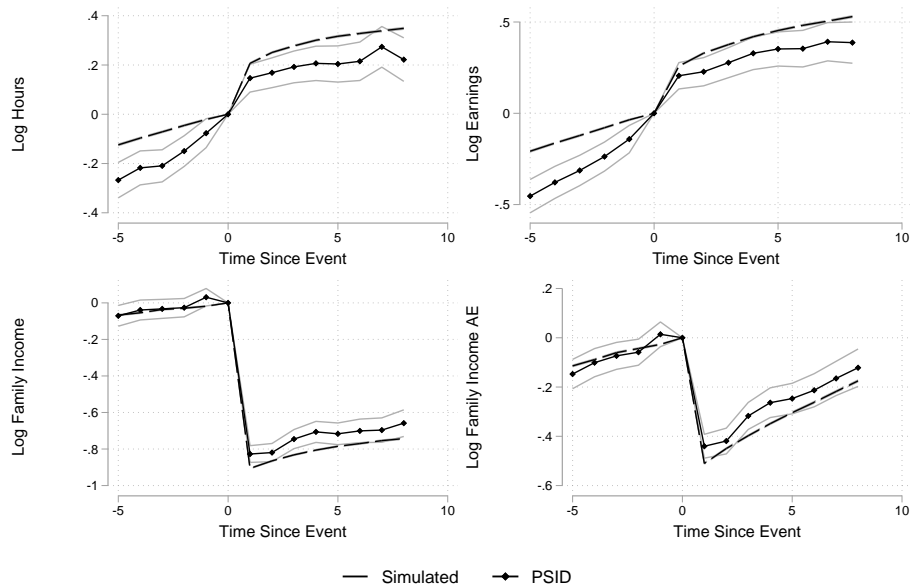 Log Hours
.4
.2
0
-.2
-.4
-5 0 5 10
Time Since Event
Log Earnings
.5
0
-.5
-5 0 5 10
Time Since Event
Log Family Income
0
-.2
-.4
-.6
-.8
-1
-5 0 5 10
Time Since Event
Log Family Income AE
.2
0
-.2
-.4
-.6
-5 0 5 10
Time Since Event
Simulated PSID